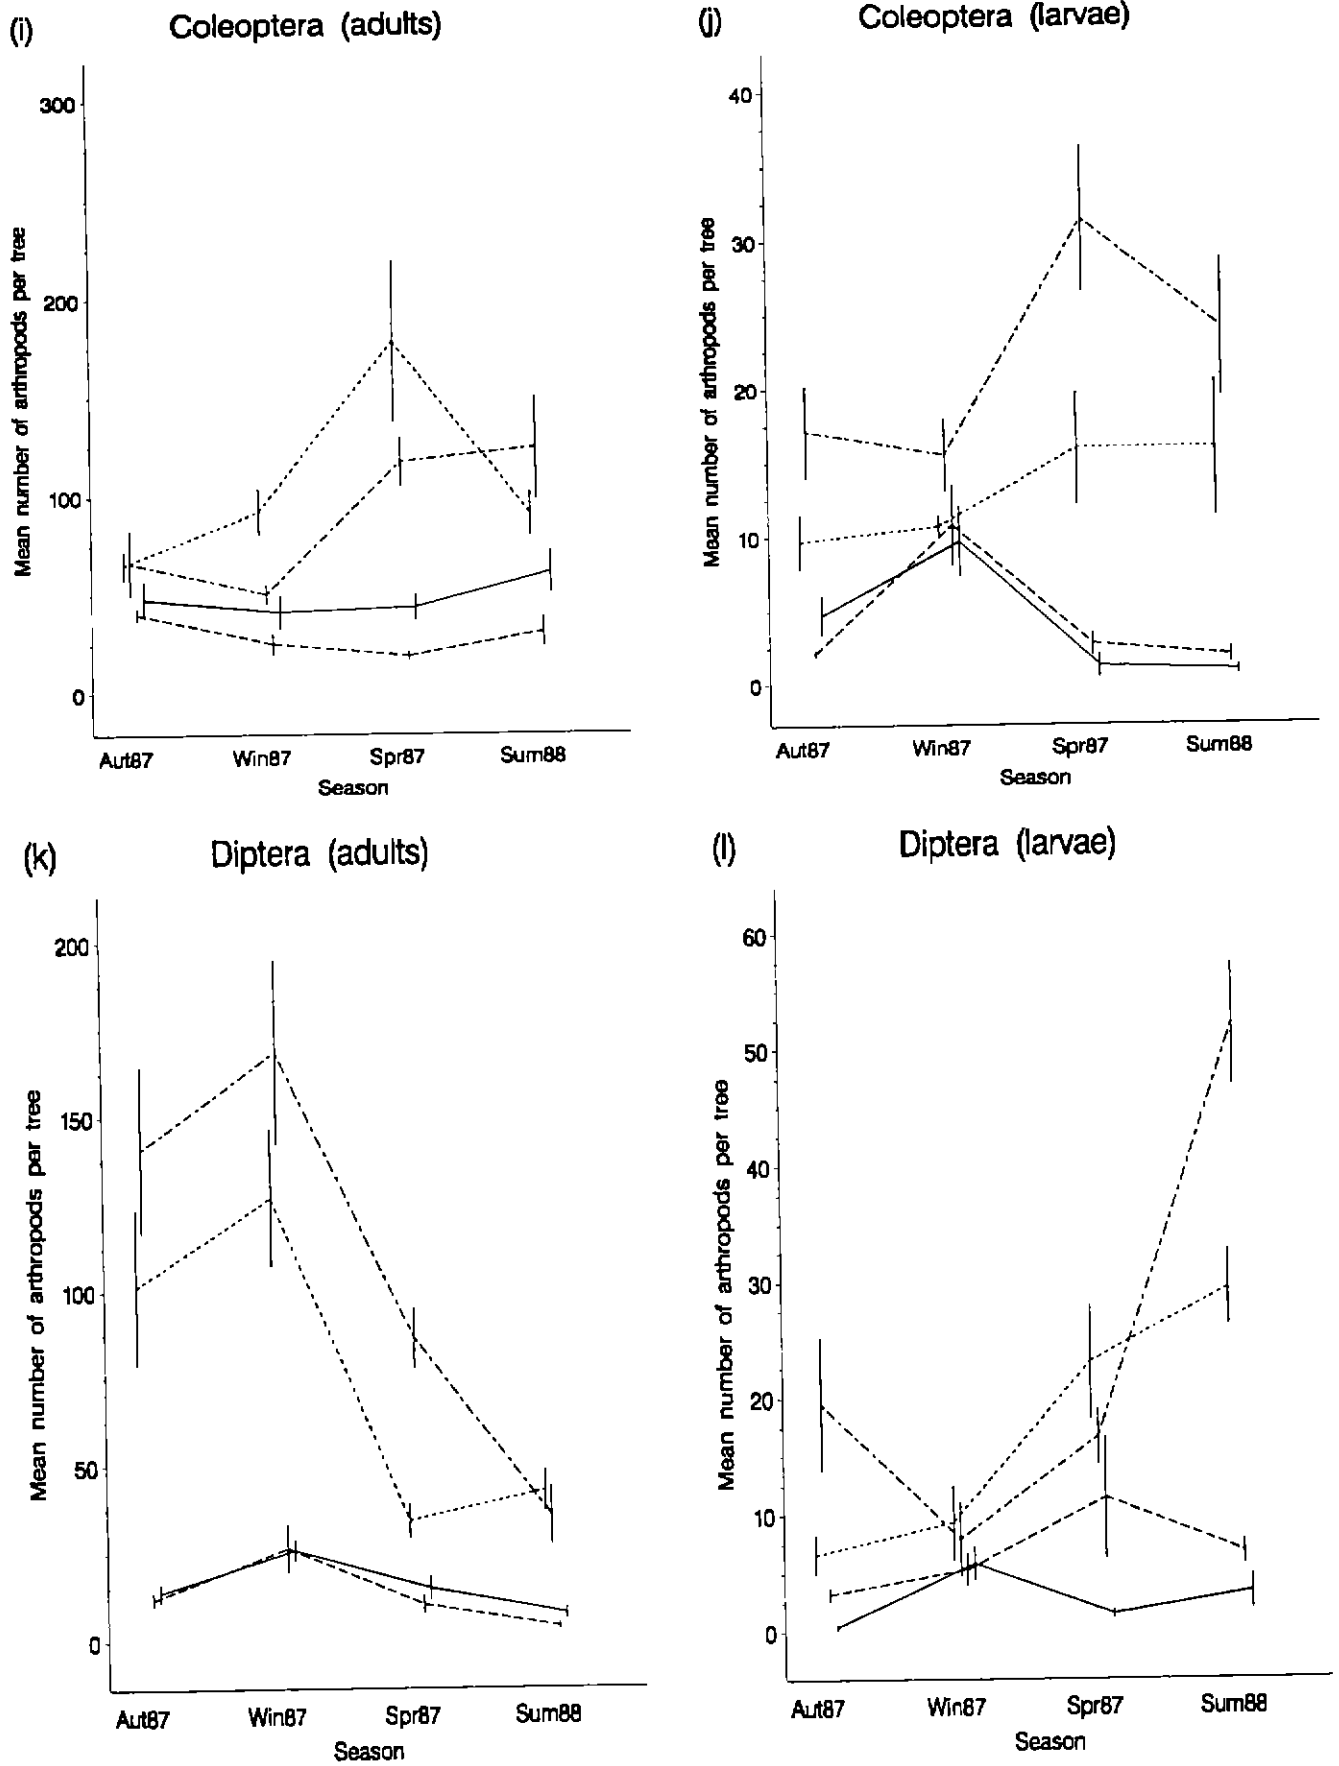 (i) Coleoptera (adults)
Mean number of arthropods per tree
300
200
100
0
Aut87 Win87 Spr87 Sum88
Season
(j) Coleoptera (larvae)
Mean number of arthropods per tree
40
30
20
10
0
Aut87 Win87 Spr87 Sum88
Season
(k) Diptera (adults)
Mean number of arthropods per tree
200
150
100
50
0
Aut87 Win87 Spr87 Sum88
Season
(l) Diptera (larvae)
Mean number of arthropods per tree
60
50
40
30
20
10
0
Aut87 Win87 Spr87 Sum88
Season